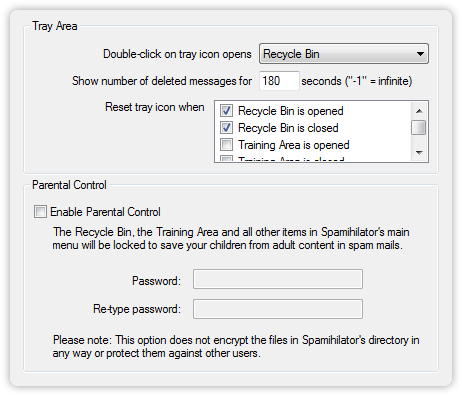 Tray Area
Double-click on tray icon opens Recycle Bin
Show number of deleted messages for 180 seconds ("-1" = infinite)
Reset tray icon when Recycle Bin is opened
Recycle Bin is closed
Training Area is opened
Training Area is closed
Parental Control
Enable Parental Control
The Recycle Bin, the Training Area and all other items in Spamihilator's main
menu will be locked to save your children from adult content in spam mails.
Password:
Re-type password:
Please note: This option does not encrypt the files in Spamihilator's directory in
any way or protect them against other users.